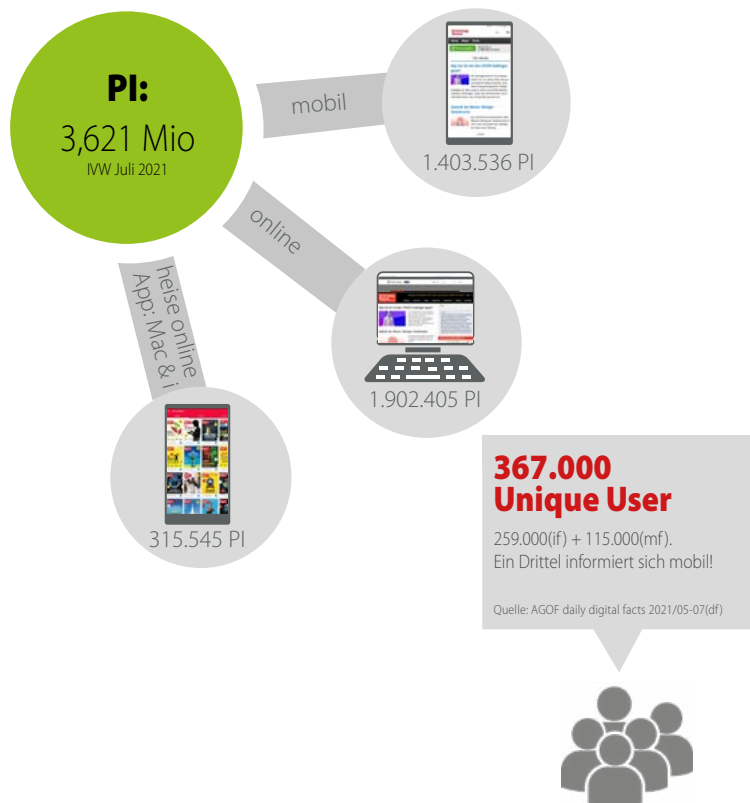 PI:
3,621 Mio
IVW Juli 2021
mobil
1.403.536 PI
online
1.902.405 PI
heise online
App: Mac & i
315.545 PI
367.000
Unique User
259.000(if) + 115.000(mf).
Ein Drittel informiert sich mobil!
Quelle: AGOF daily digital facts 2021/05-07(df)